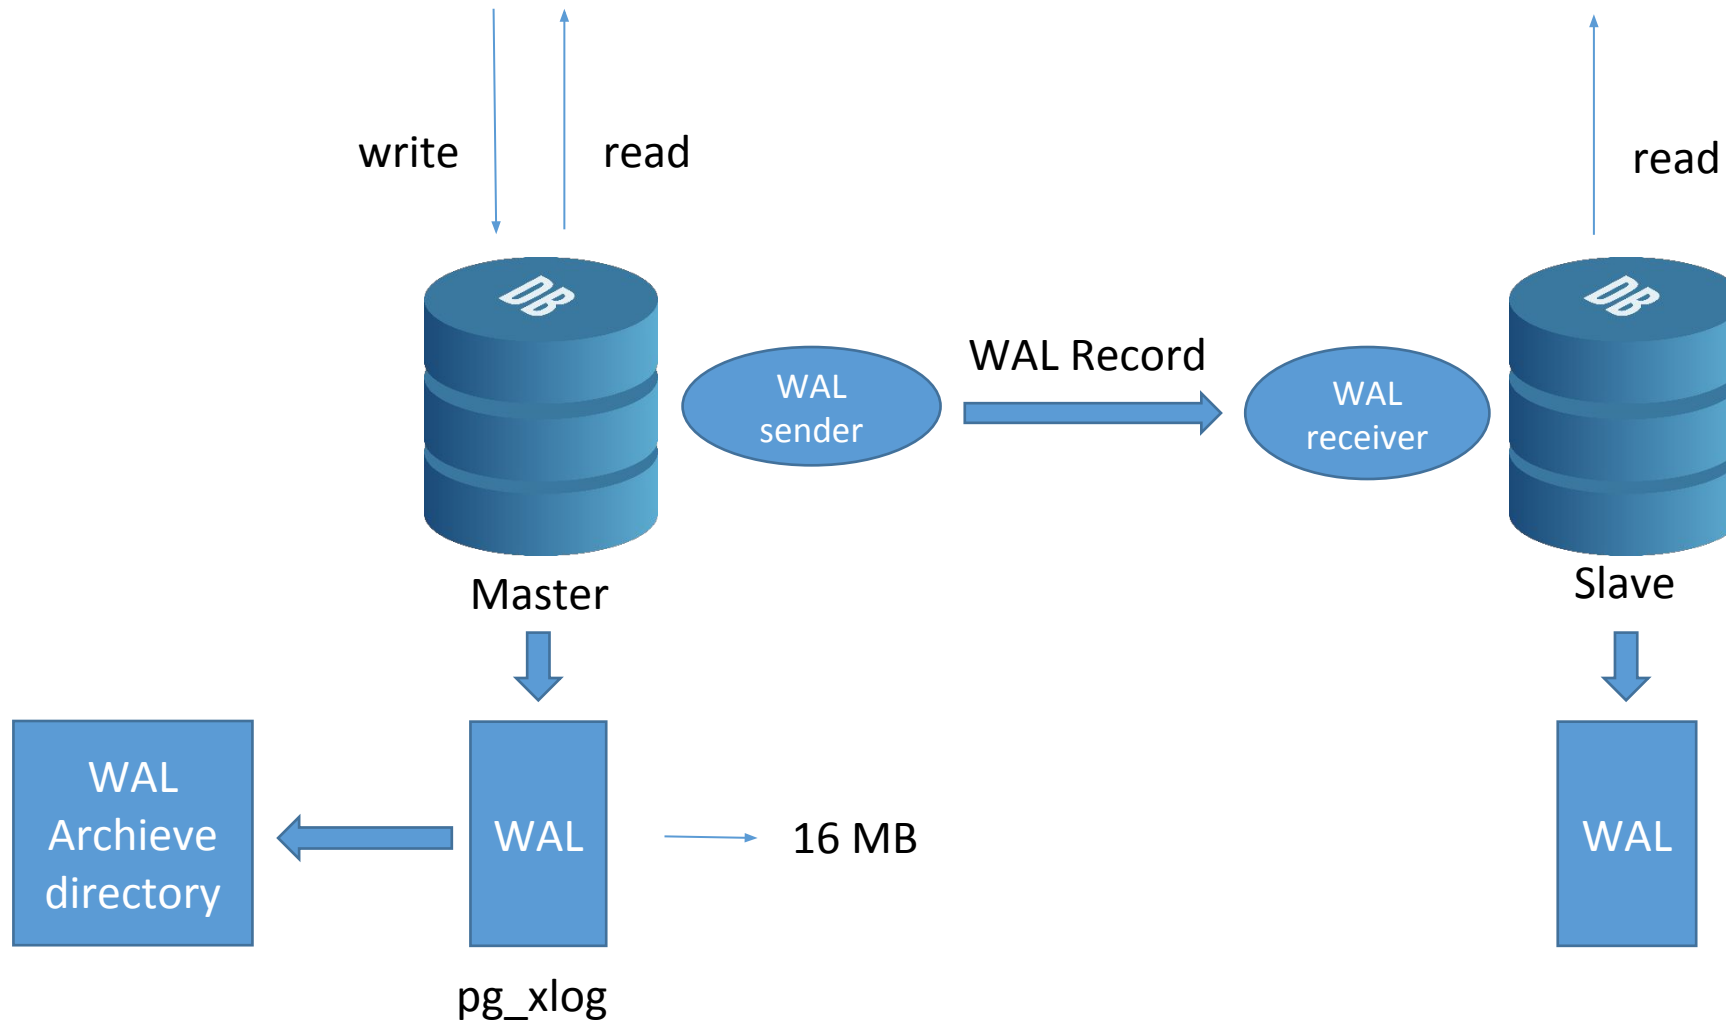 write
read
read
DB
DB
WAL Record
WAL
sender
WAL
receiver
Master
Slave
WAL
Archieve
directory
WAL
16 MB
WAL
pg_xlog